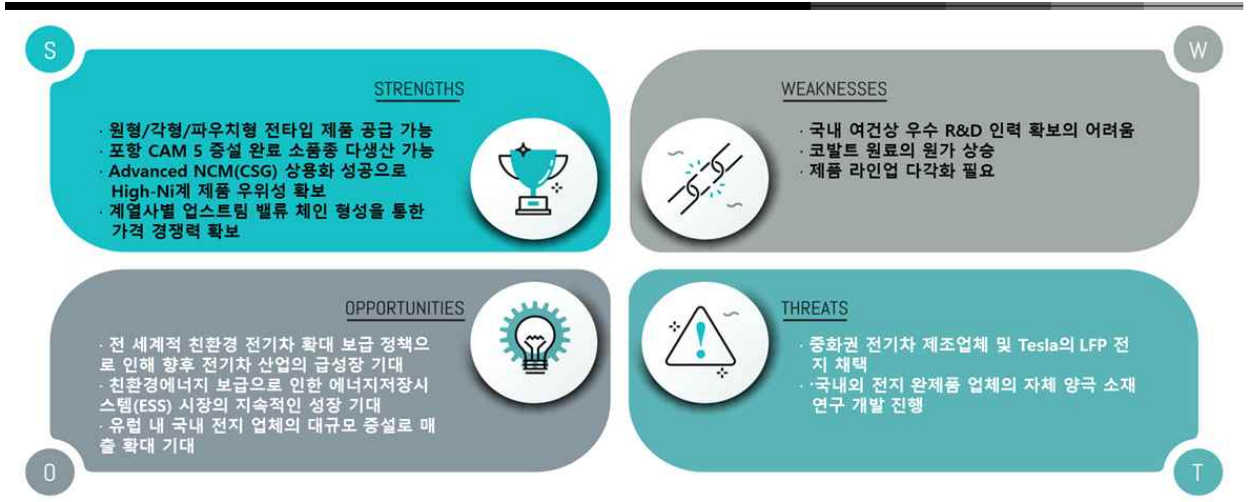 S
STRENGTHS
· 원형/각형/파우치형 전타입 제품 공급 가능
· 포항 CAM 5 증설 완료 소품종 다생산 가능
· Advanced NCM(CSG) 상용화 성공으로
High-Ni계 제품 우위성 확보
· 계열사별 업스트림 밸류 체인 형성을 통한
가격 경쟁력 확보
W
WEAKNESSES
· 국내 여건상 우수 R&D 인력 확보의 어려움
· 코발트 원료의 원가 상승
· 제품 라인업 다각화 필요
OPPORTUNITIES
· 전 세계적 친환경 전기차 확대 보급 정책으
로 인해 향후 전기차 산업의 급성장 기대
· 친환경에너지 보급으로 인한 에너지저장시
스템(ESS) 시장의 지속적인 성장 기대
· 유럽 내 국내 전지 업체의 대규모 증설로 매
출 확대 기대
O
THREATS
· 중화권 전기차 제조업체 및 Tesla의 LFP 전
지 채택
· ·국내외 전지 완제품 업체의 자체 양극 소재
연구 개발 진행
T